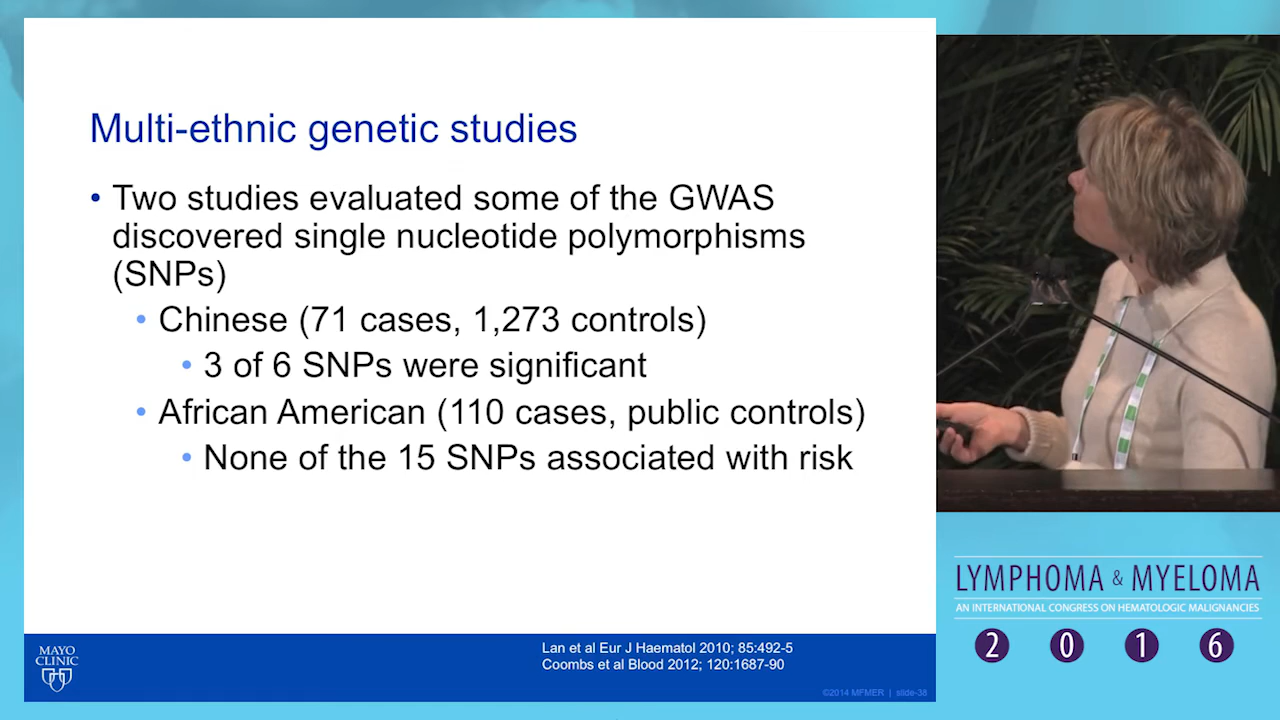 Multi-ethnic genetic studies
• Two studies evaluated some of the GWAS
discovered single nucleotide polymorphisms
(SNPs)
• Chinese (71 cases, 1,273 controls)
• 3 of 6 SNPs were significant
• African American (110 cases, public controls)
• None of the 15 SNPs associated with risk
MAYO
CLINIC
Lan et al Eur J Haematol 2010; 85:492-5
Coombs et al Blood 2012; 120:1687-90
©2014 MFMER | slide-38
LYMPHOMA & MYELOMA
AN INTERNATIONAL CONGRESS ON HEMATOLOGIC MALIGNANCIES
2 0 1 6